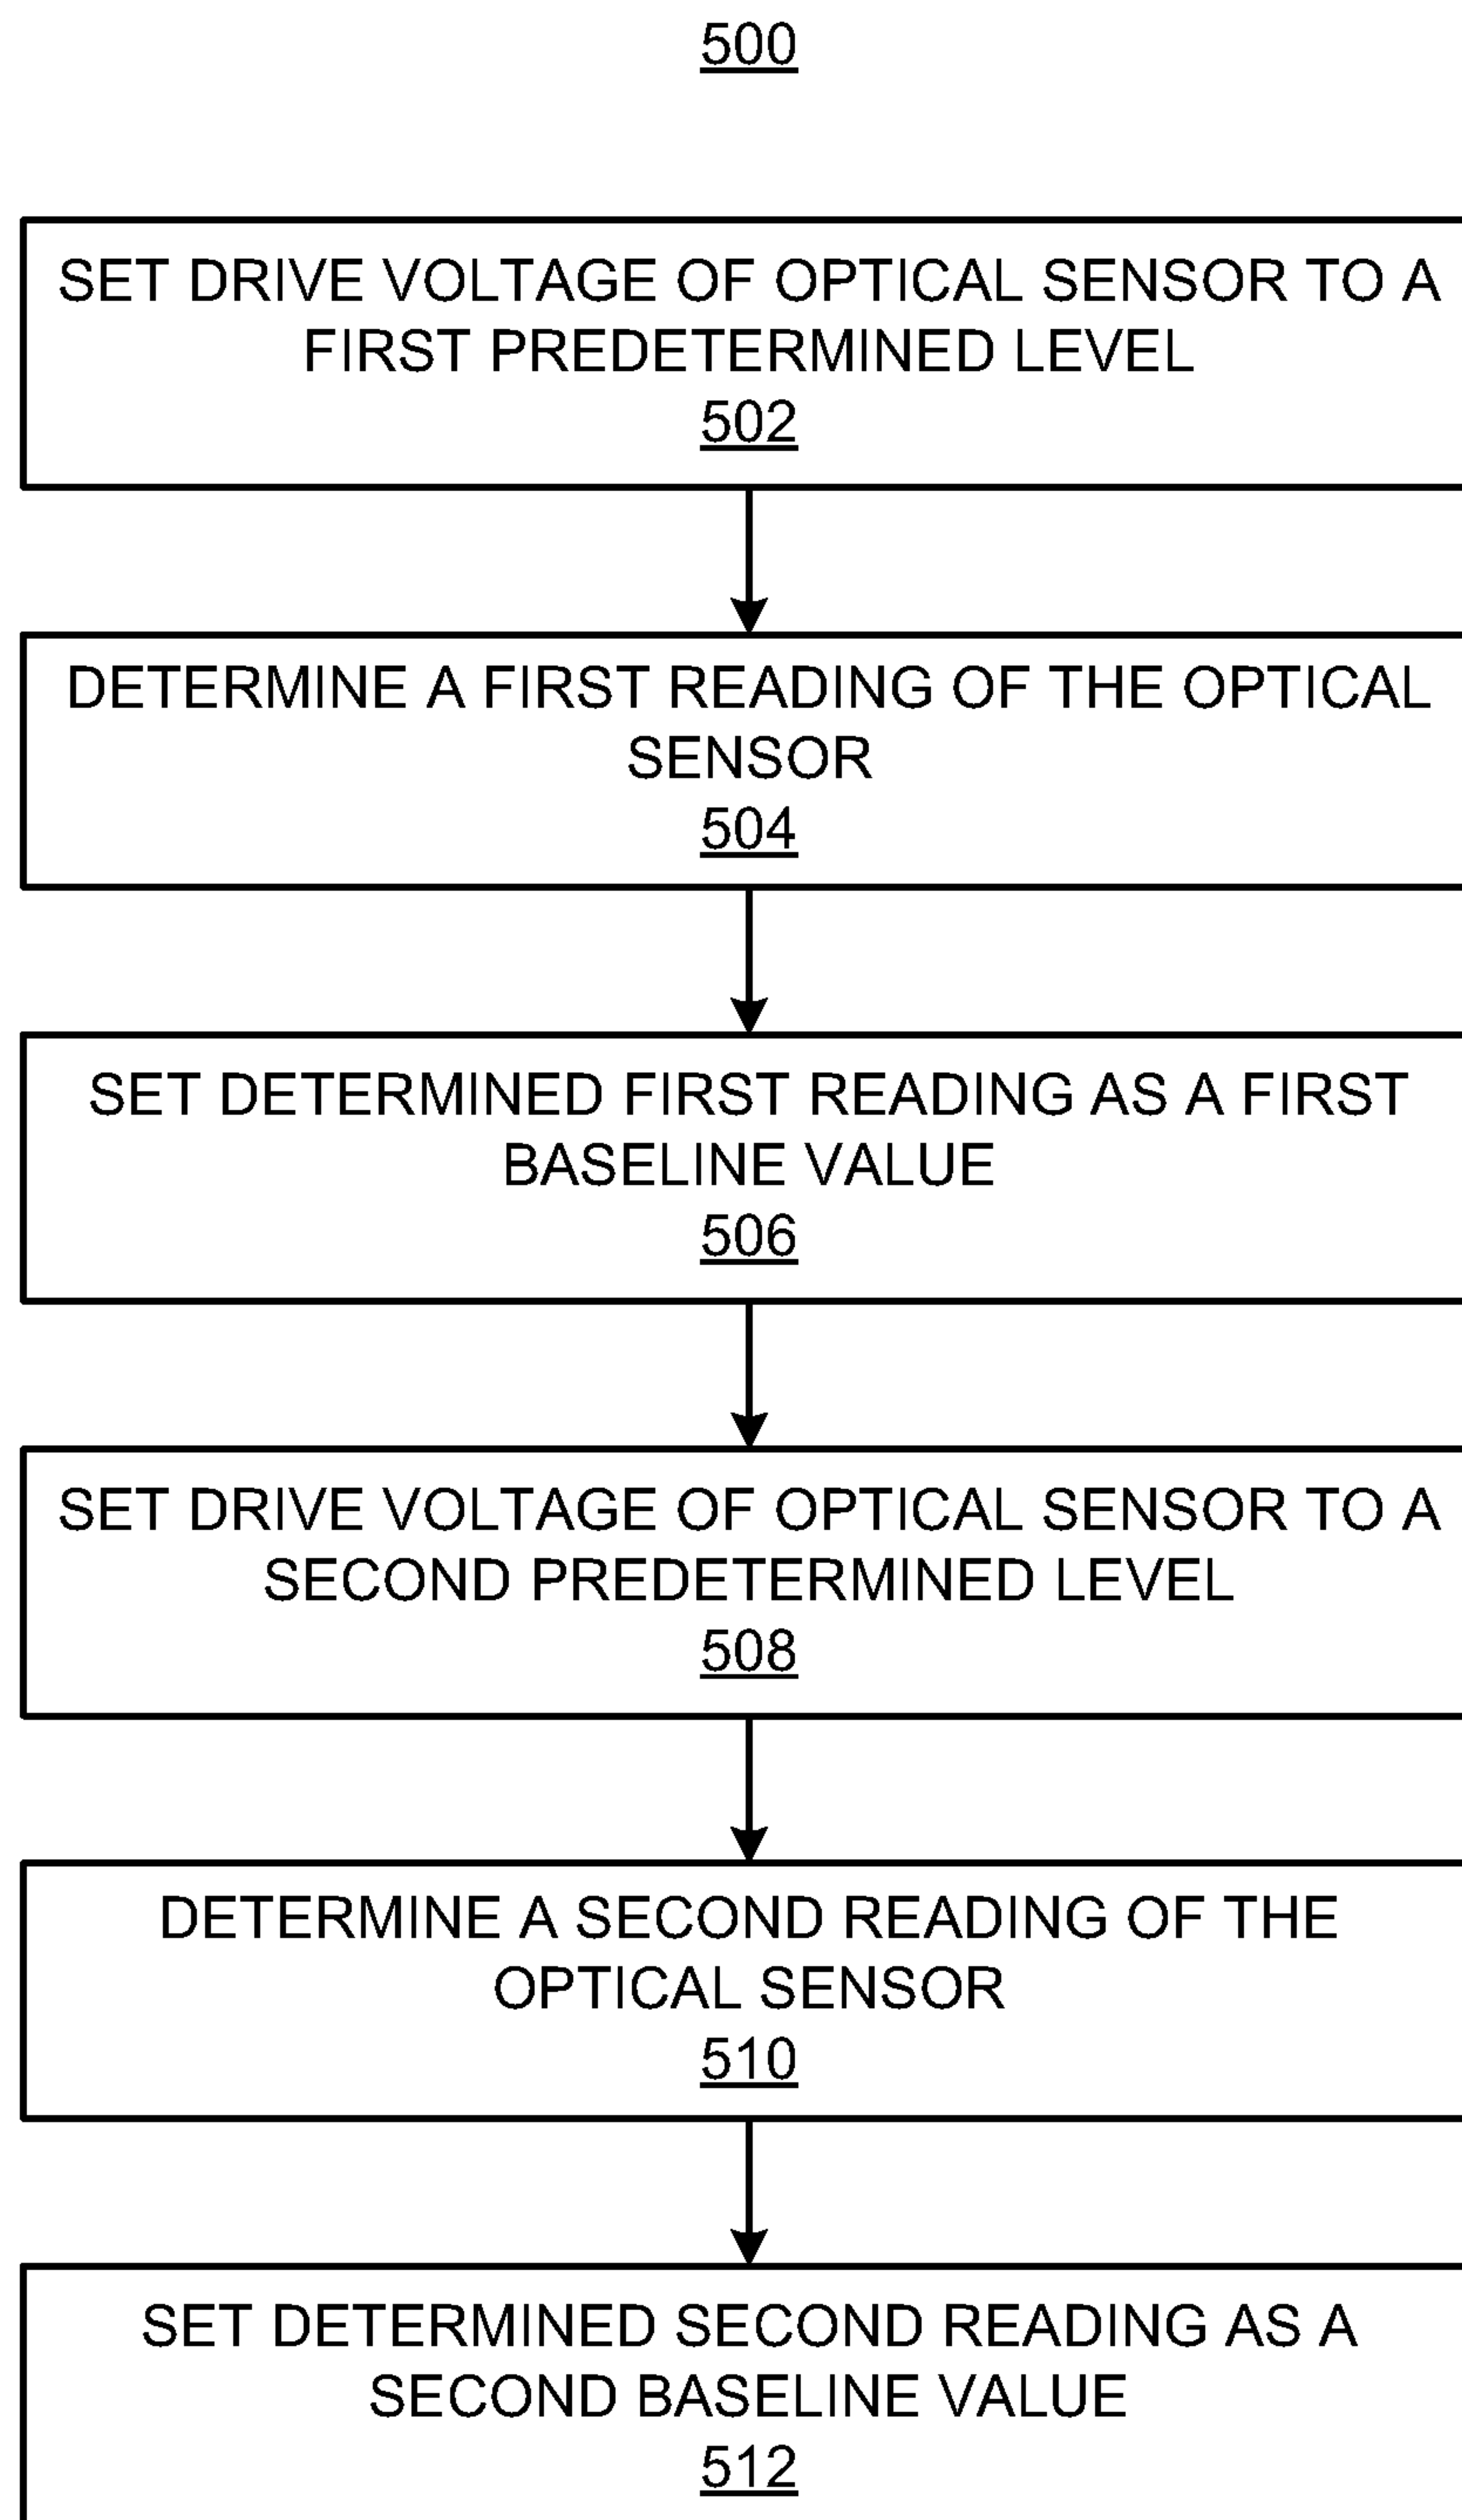 500
SET DRIVE VOLTAGE OF OPTICAL SENSOR TO A
FIRST PREDETERMINED LEVEL
502
DETERMINE A FIRST READING OF THE OPTICAL
SENSOR
504
SET DETERMINED FIRST READING AS A FIRST
BASELINE VALUE
506
SET DRIVE VOLTAGE OF OPTICAL SENSOR TO A
SECOND PREDETERMINED LEVEL
508
DETERMINE A SECOND READING OF THE
OPTICAL SENSOR
510
SET DETERMINED SECOND READING AS A
SECOND BASELINE VALUE
512